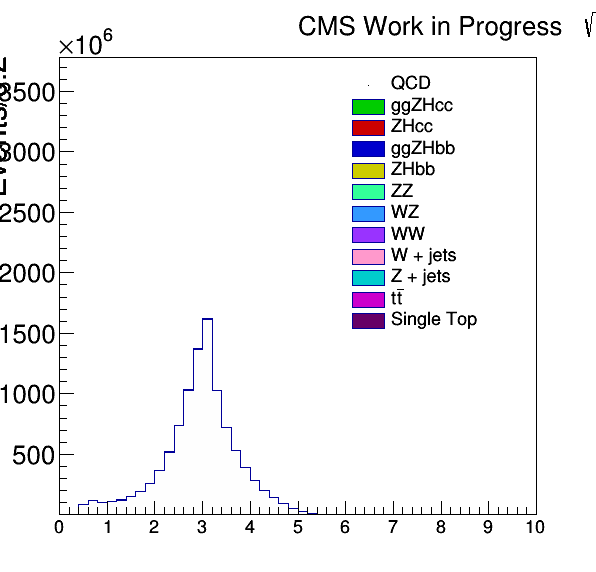 CMS Work in Progress √
×10⁶
QCD
ggZHcc
ZHcc
ggZHbb
ZHbb
ZZ
WZ
WW
W + jets
Z + jets
tt̄
Single Top
3500
3000
2500
2000
1500
1000
500
0 1 2 3 4 5 6 7 8 9 10